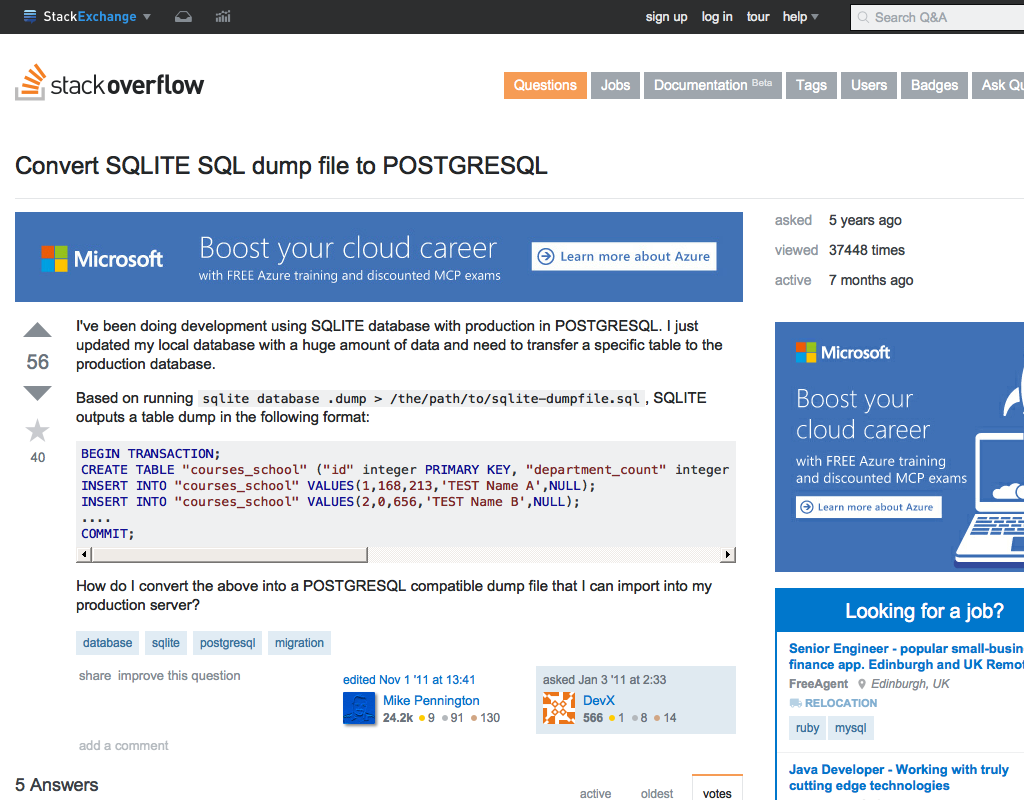 StackExchange
sign up log in tour help
Search Q&A
stackoverflow
Questions Jobs Documentation Beta Tags Users Badges Ask Qu
Convert SQLITE SQL dump file to POSTGRESQL
Microsoft
Boost your cloud career
with FREE Azure training and discounted MCP exams
Learn more about Azure
asked 5 years ago
viewed 37448 times
active 7 months ago
56
40
I've been doing development using SQLITE database with production in POSTGRESQL. I just
updated my local database with a huge amount of data and need to transfer a specific table to the
production database.
Based on running sqlite database .dump > /the/path/to/sqlite-dumpfile.sql , SQLITE
outputs a table dump in the following format:
BEGIN TRANSACTION;
CREATE TABLE "courses_school" ("id" integer PRIMARY KEY, "department_count" integer
INSERT INTO "courses_school" VALUES(1,168,213,'TEST Name A',NULL);
INSERT INTO "courses_school" VALUES(2,0,656,'TEST Name B',NULL);
....
COMMIT;
How do I convert the above into a POSTGRESQL compatible dump file that I can import into my
production server?
database sqlite postgresql migration
share improve this question
edited Nov 1 '11 at 13:41
Mike Pennington
24.2k 9 91 130
asked Jan 3 '11 at 2:33
DevX
566 1 8 14
add a comment
5 Answers
active oldest votes
Microsoft
Boost your
cloud career
with FREE Azure training
and discounted MCP exams
Learn more about Azure
Looking for a job?
Senior Engineer - popular small-busin
finance app. Edinburgh and UK Remot
FreeAgent Edinburgh, UK
RELOCATION
ruby mysql
Java Developer - Working with truly
cutting edge technologies